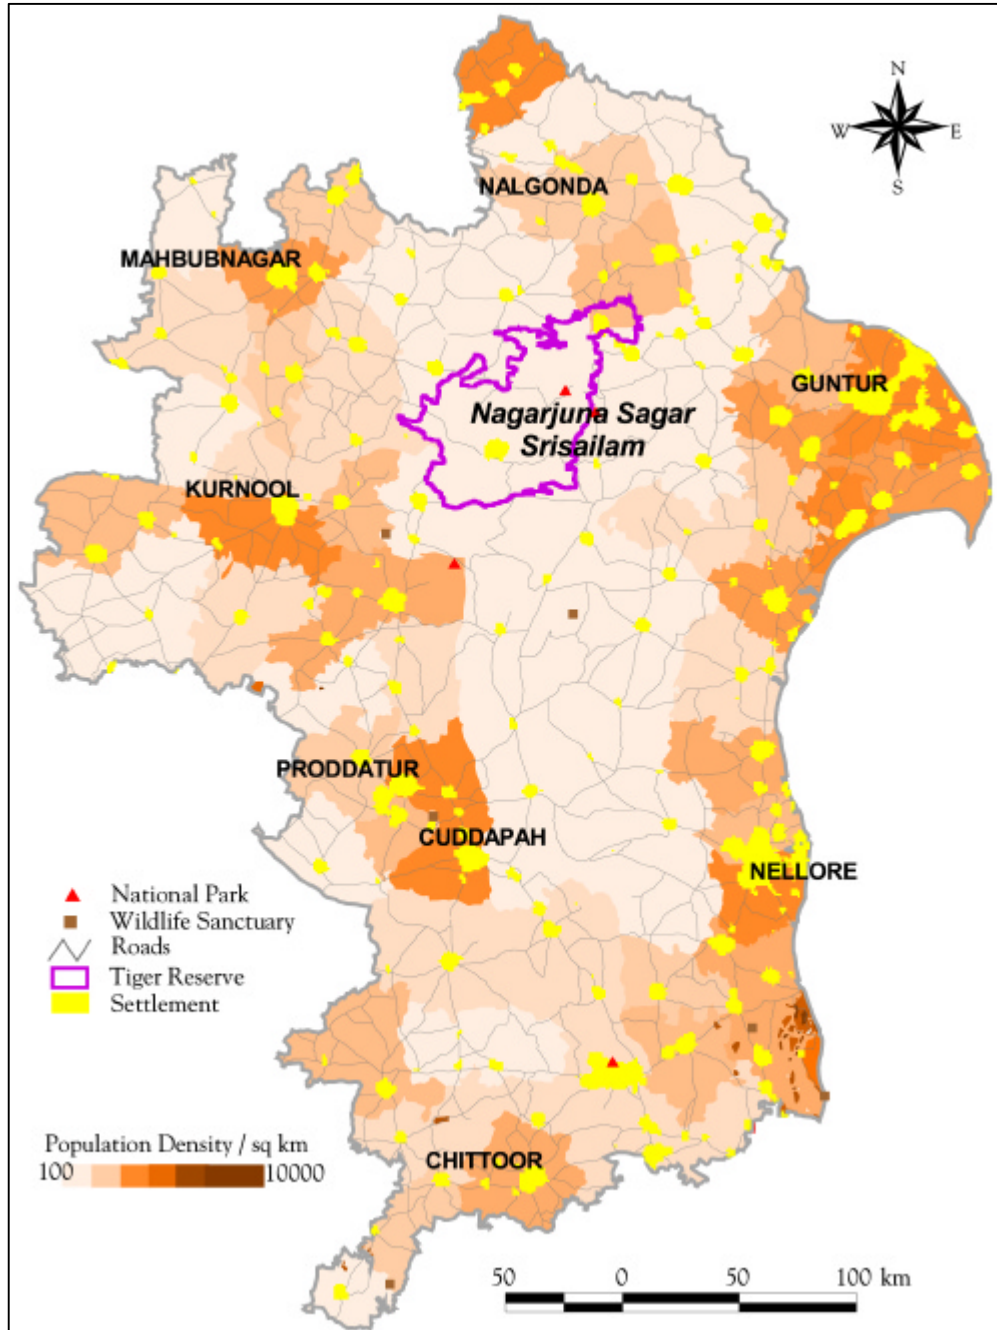 N
W E
S
NALGONDA
MAHBUBNAGAR
GUNTUR
Nagarjuna Sagar
Srisailam
KURNOOL
PRODDATUR
CUDDAPAH
NELLORE
National Park
Wildlife Sanctuary
Roads
Tiger Reserve
Settlement
Population Density / sq km
100 10000
CHITTOOR
50 0 50 100 km